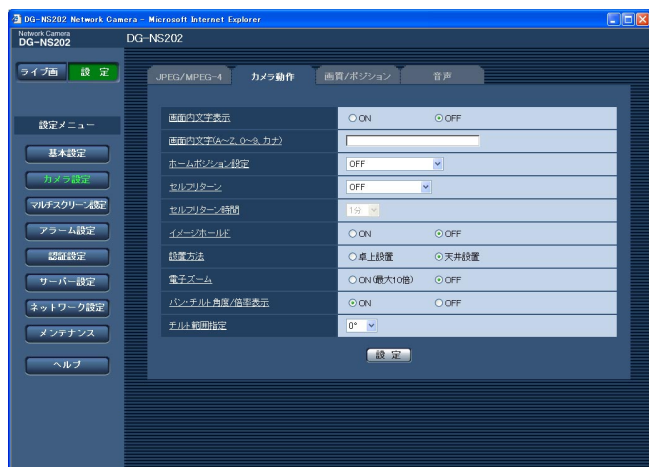 DG-NS202 Network Camera - Microsoft Internet Explorer
Network Camera
DG-NS202
DG-NS202
ライブ画 設 定
JPEG/MPEG-4 カメラ動作 画質/ポジション 音声
設定メニュー
基本設定
カメラ設定
マルチスクリーン設定
アラーム設定
認証設定
サーバー設定
ネットワーク設定
メンテナンス
ヘルプ
画面内文字表示 ON OFF
画面内文字(A～Z, 0～9, カナ)
ホームポジション設定 OFF
セルフリターン OFF
セルフリターン時間 1分
イメージホールド ON OFF
設置方法 卓上設置 天井設置
電子ズーム ON(最大10倍) OFF
パン・チルト角度/倍率表示 ON OFF
チルト範囲指定 0°
設 定